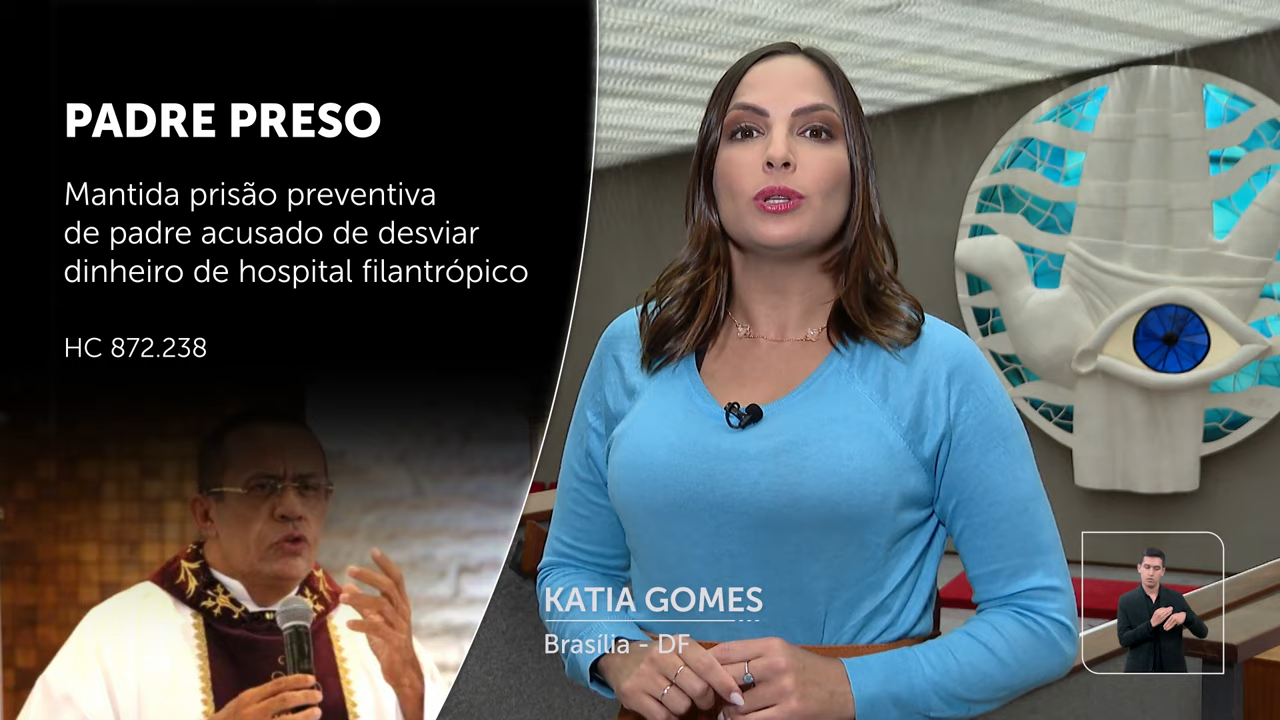 PADRE PRESO
Mantida prisão preventiva
de padre acusado de desviar
dinheiro de hospital filantrópico
HC 872.238
KATIA GOMES
Brasília - DF